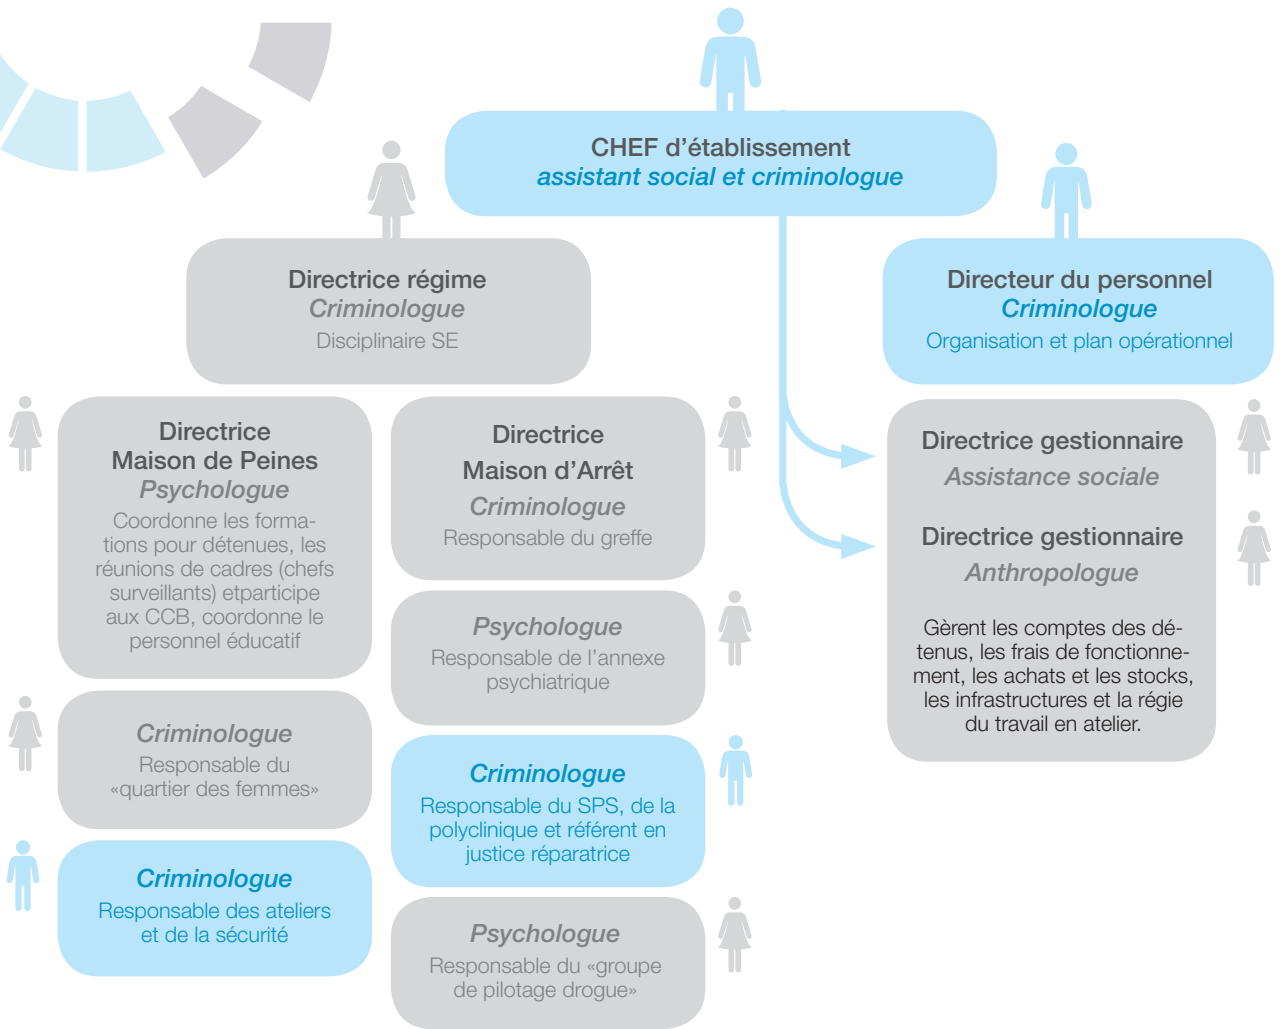 CHEF d'établissement
assistant social et criminologue
Directrice régime
Criminologue
Disciplinaire SE
Directeur du personnel
Criminologue
Organisation et plan opérationnel
Directrice
Maison de Peines
Psychologue
Coordonne les forma-
tions pour détenues, les
réunions de cadres (chefs
surveillants) etparticipe
aux CCB, coordonne le
personnel éducatif
Criminologue
Responsable du
«quartier des femmes»
Criminologue
Responsable des ateliers
et de la sécurité
Directrice
Maison d'Arrêt
Criminologue
Responsable du greffe
Psychologue
Responsable de l'annexe
psychiatrique
Criminologue
Responsable du SPS, de la
polyclinique et référent en
justice réparatrice
Psychologue
Responsable du «groupe
de pilotage drogue»
Directrice gestionnaire
Assistance sociale
Directrice gestionnaire
Anthropologue
Gèrent les comptes des dé-
tenus, les frais de fonctionne-
ment, les achats et les stocks,
les infrastructures et la régie
du travail en atelier.